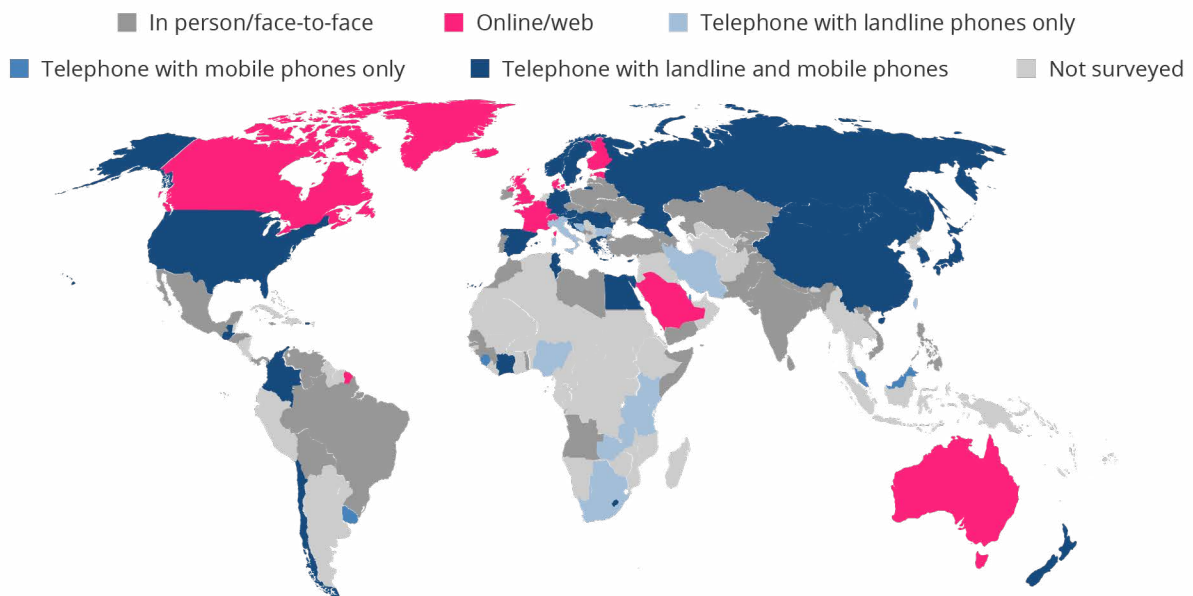 In person/face-to-face Online/web Telephone with landline phones only
Telephone with mobile phones only Telephone with landline and mobile phones Not surveyed